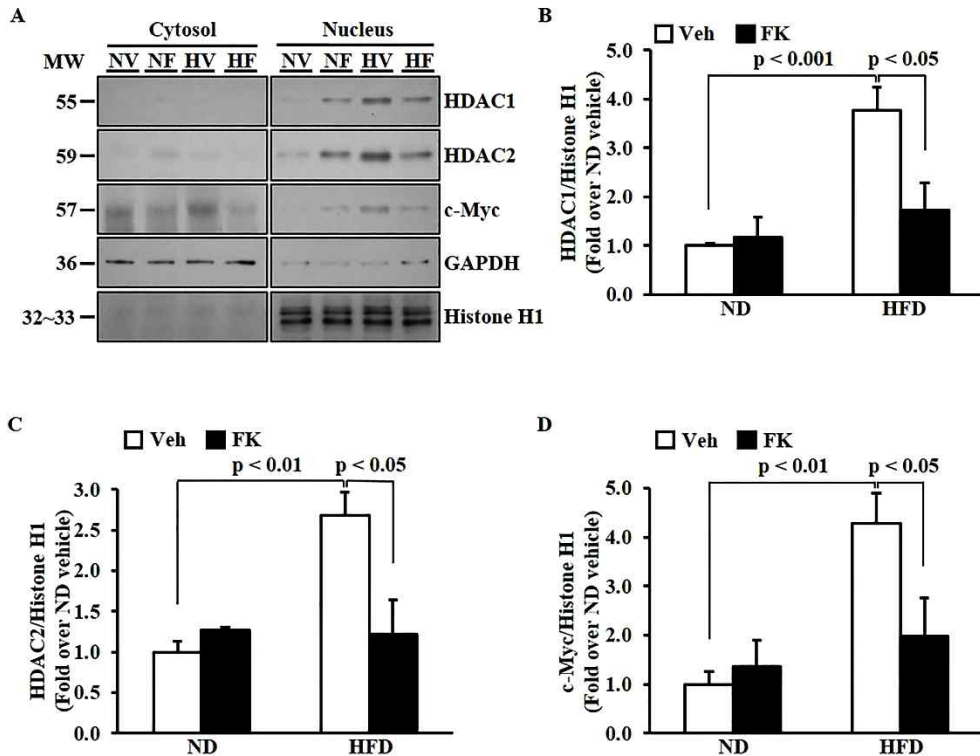 A
Cytosol Nucleus
MW NV NF HV HF NV NF HV HF
55 HDAC1
59 HDAC2
57 c-Myc
36 GAPDH
32~33 Histone H1
B
Veh FK
p < 0.001 p < 0.05
HDAC1/Histone H1
(Fold over ND vehicle)
5.0
4.0
3.0
2.0
1.0
0.0
ND HFD
C
Veh FK
p < 0.01 p < 0.05
HDAC2/Histone H1
(Fold over ND vehicle)
3.0
2.5
2.0
1.5
1.0
0.5
0.0
ND HFD
D
Veh FK
p < 0.01 p < 0.05
c-Myc/Histone H1
(Fold over ND vehicle)
5.0
4.0
3.0
2.0
1.0
0.0
ND HFD